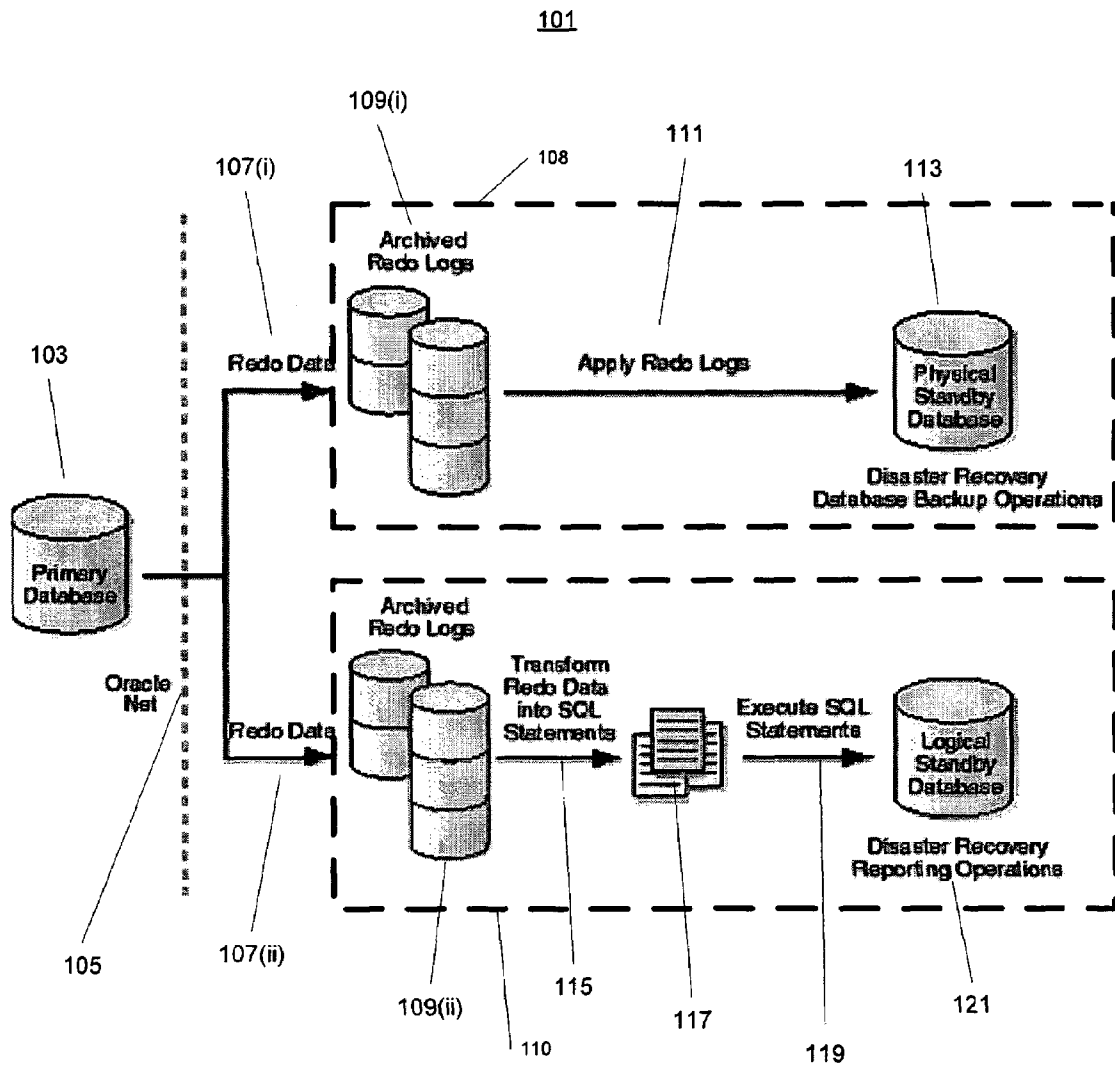 101
109(i)
107(i)
108
111
113
Archived
Redo Logs
103
Redo Data
Apply Redo Logs
Physical
Standby
Database
Disaster Recovery
Database Backup Operations
Primary
Database
Archived
Redo Logs
Oracle
Net
Redo Data
Transform
Redo Data
into SQL
Statements
Execute SQL
Statements
Logical
Standby
Database
Disaster Recovery
Reporting Operations
105
107(ii)
109(ii)
110
115
117
119
121